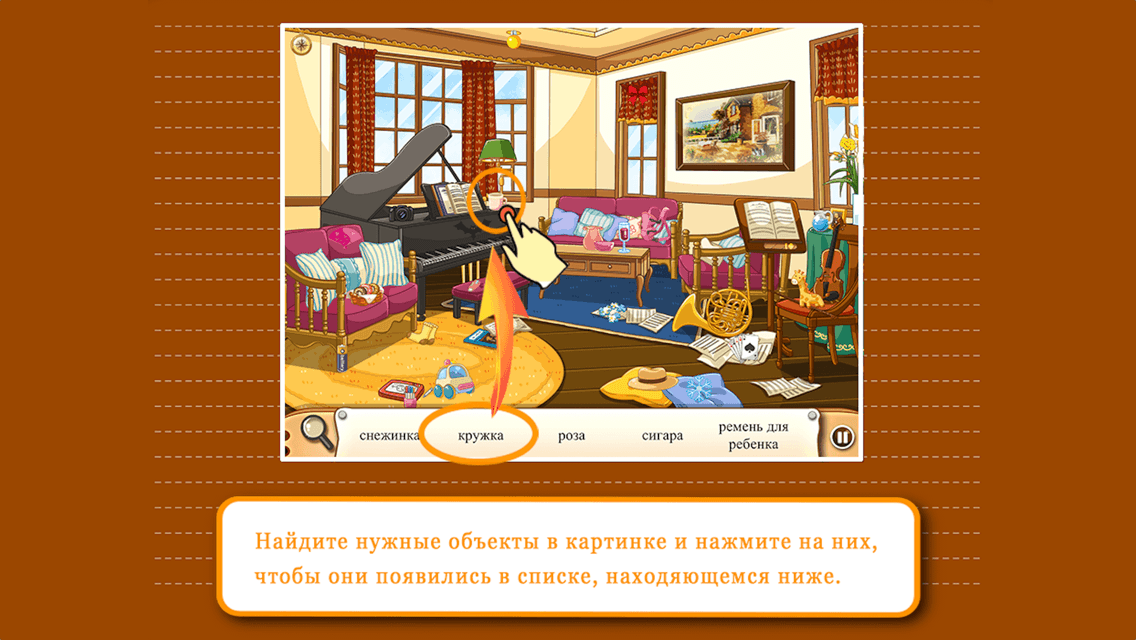 снежинка
кружка
роза
сигара
ремень для
ребенка
Найдите нужные объекты в картинке и нажмите на них,
чтобы они появились в списке, находяющемся ниже.